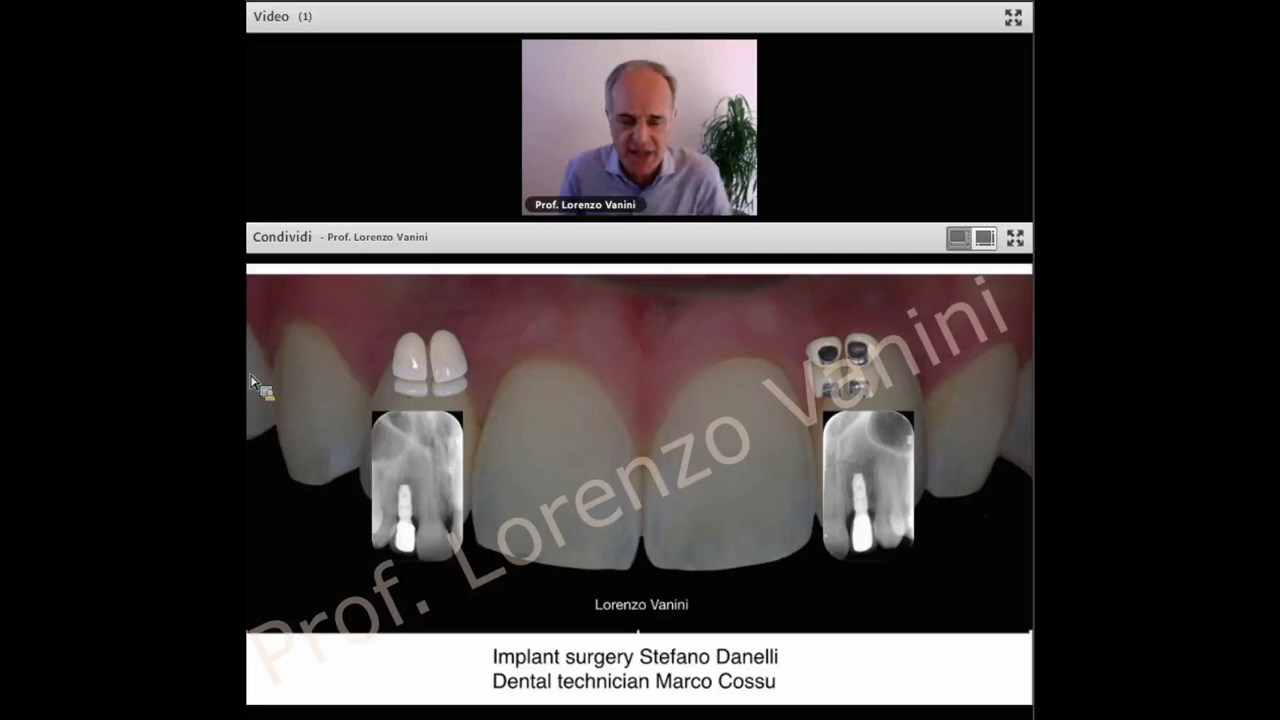 Video (1)
Prof. Lorenzo Vanini
Condividi - Prof. Lorenzo Vanini
Prof. Lorenzo Vanini
Lorenzo Vanini
Implant surgery Stefano Danelli
Dental technician Marco Cossu